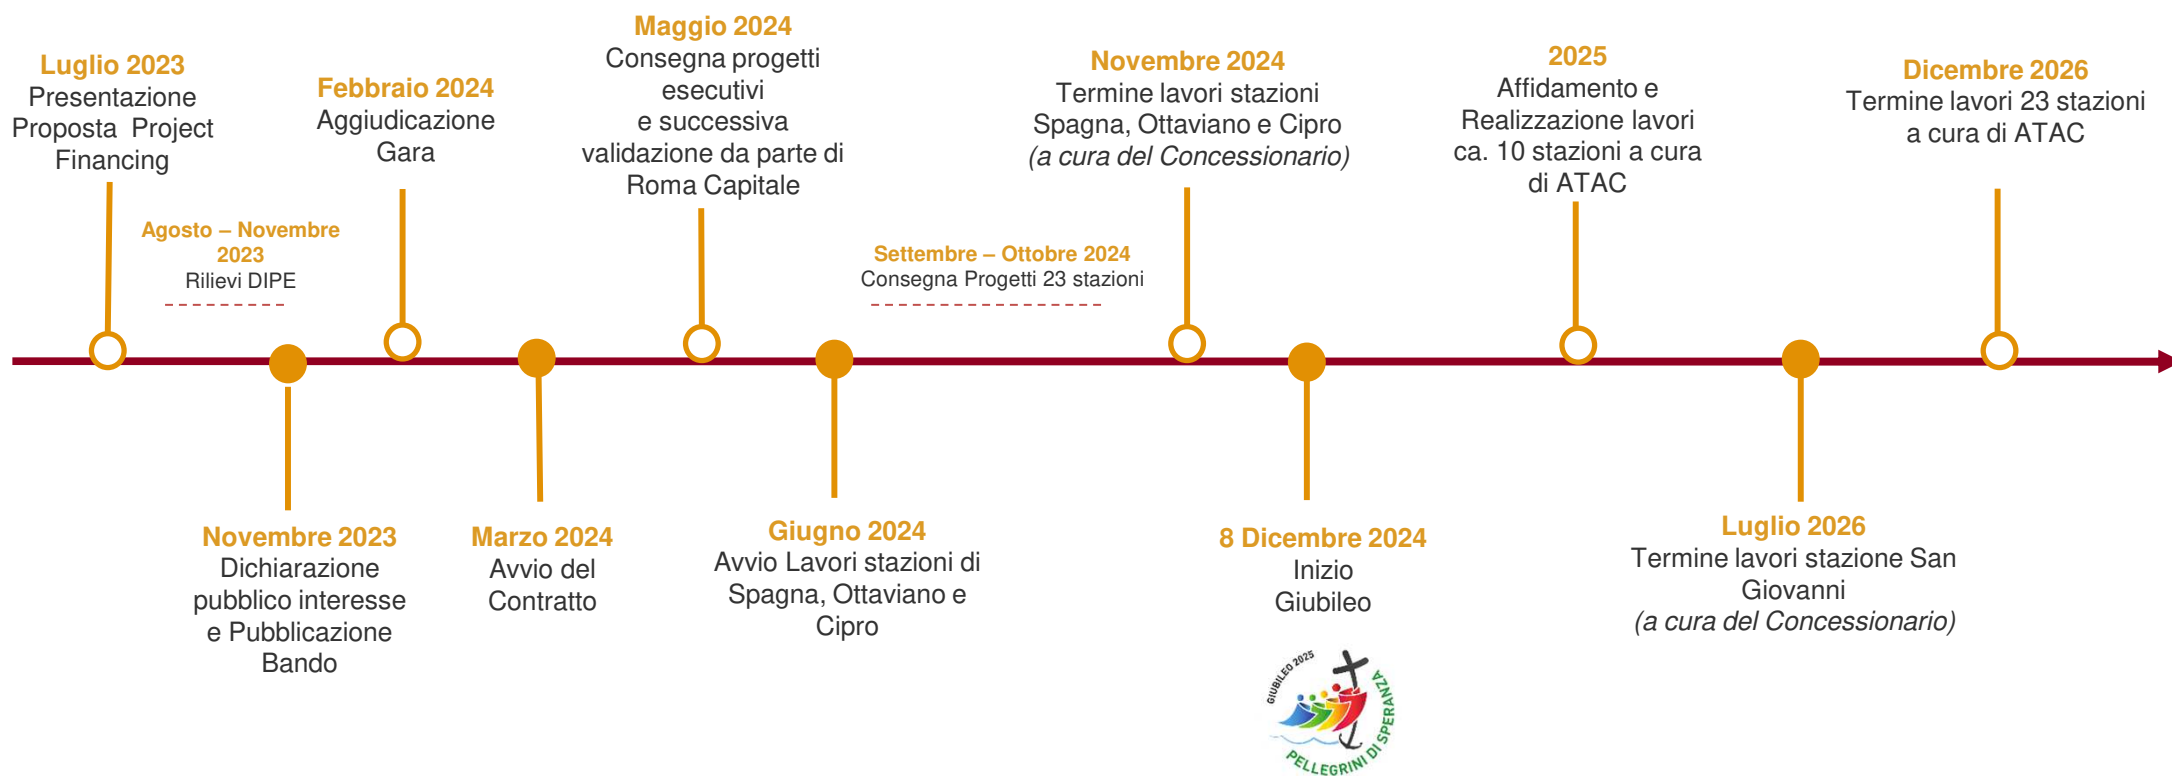 Luglio 2023
Presentazione
Proposta Project
Financing
Agosto – Novembre
2023
Rilievi DIPE
Novembre 2023
Dichiarazione
pubblico interesse
e Pubblicazione
Bando
Febbraio 2024
Aggiudicazione
Gara
Marzo 2024
Avvio del
Contratto
Maggio 2024
Consegna progetti
esecutivi
e successiva
validazione da parte di
Roma Capitale
Giugno 2024
Avvio Lavori stazioni di
Spagna, Ottaviano e
Cipro
Settembre – Ottobre 2024
Consegna Progetti 23 stazioni
Novembre 2024
Termine lavori stazioni
Spagna, Ottaviano e Cipro
(a cura del Concessionario)
8 Dicembre 2024
Inizio
Giubileo
GIUBILEO 2025
PELLEGRINI DI SPERANZA
2025
Affidamento e
Realizzazione lavori
ca. 10 stazioni a cura
di ATAC
Luglio 2026
Termine lavori stazione San
Giovanni
(a cura del Concessionario)
Dicembre 2026
Termine lavori 23 stazioni
a cura di ATAC